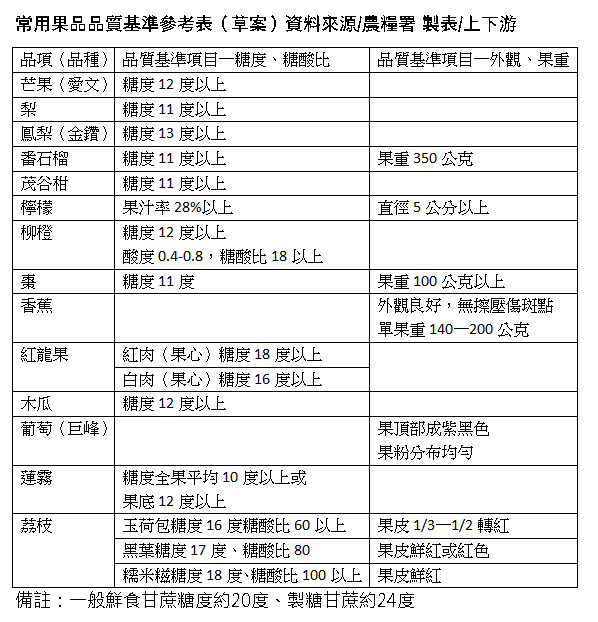 常用果品品質基準參考表（草案）資料來源/農糧署 製表/上下游
品項（品種） 品質基準項目—糖度、糖酸比 品質基準項目—外觀、果重
芒果（愛文） 糖度 12 度以上
梨 糖度 11 度以上
鳳梨（金鑽） 糖度 13 度以上
番石榴 糖度 11 度以上 果重 350 公克
茂谷柑 糖度 11 度以上
檸檬 果汁率 28%以上 直徑 5 公分以上
柳橙 糖度 12 度以上
酸度 0.4-0.8，糖酸比 18 以上
棗 糖度 11 度 果重 100 公克以上
香蕉 外觀良好，無擦壓傷斑點
單果重 140—200 公克
紅龍果 紅肉（果心）糖度 18 度以上
白肉（果心）糖度 16 度以上
木瓜 糖度 12 度以上
葡萄（巨峰） 果頂部成紫黑色
果粉分布均勻
蓮霧 糖度全果平均 10 度以上或
果底 12 度以上
荔枝 玉荷包糖度 16 度糖酸比 60 以上 果皮 1/3—1/2 轉紅
黑葉糖度 17 度、糖酸比 80 果皮鮮紅或紅色
糯米糍糖度 18 度、糖酸比 100 以上 果皮鮮紅
備註：一般鮮食甘蔗糖度約20度、製糖甘蔗約24度